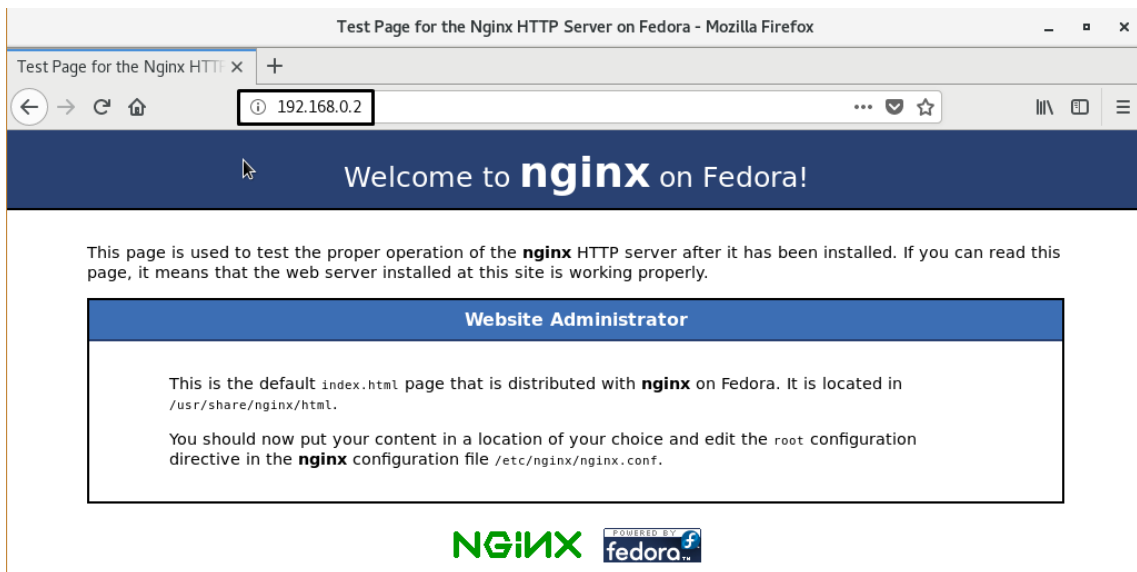 Test Page for the Nginx HTTP Server on Fedora - Mozilla Firefox
Test Page for the Nginx HTT
192.168.0.2
Welcome to nginx on Fedora!
This page is used to test the proper operation of the nginx HTTP server after it has been installed. If you can read this
page, it means that the web server installed at this site is working properly.
Website Administrator
This is the default index.html page that is distributed with nginx on Fedora. It is located in
/usr/share/nginx/html.
You should now put your content in a location of your choice and edit the root configuration
directive in the nginx configuration file /etc/nginx/nginx.conf.
NGiNX
POWERED BY
fedora